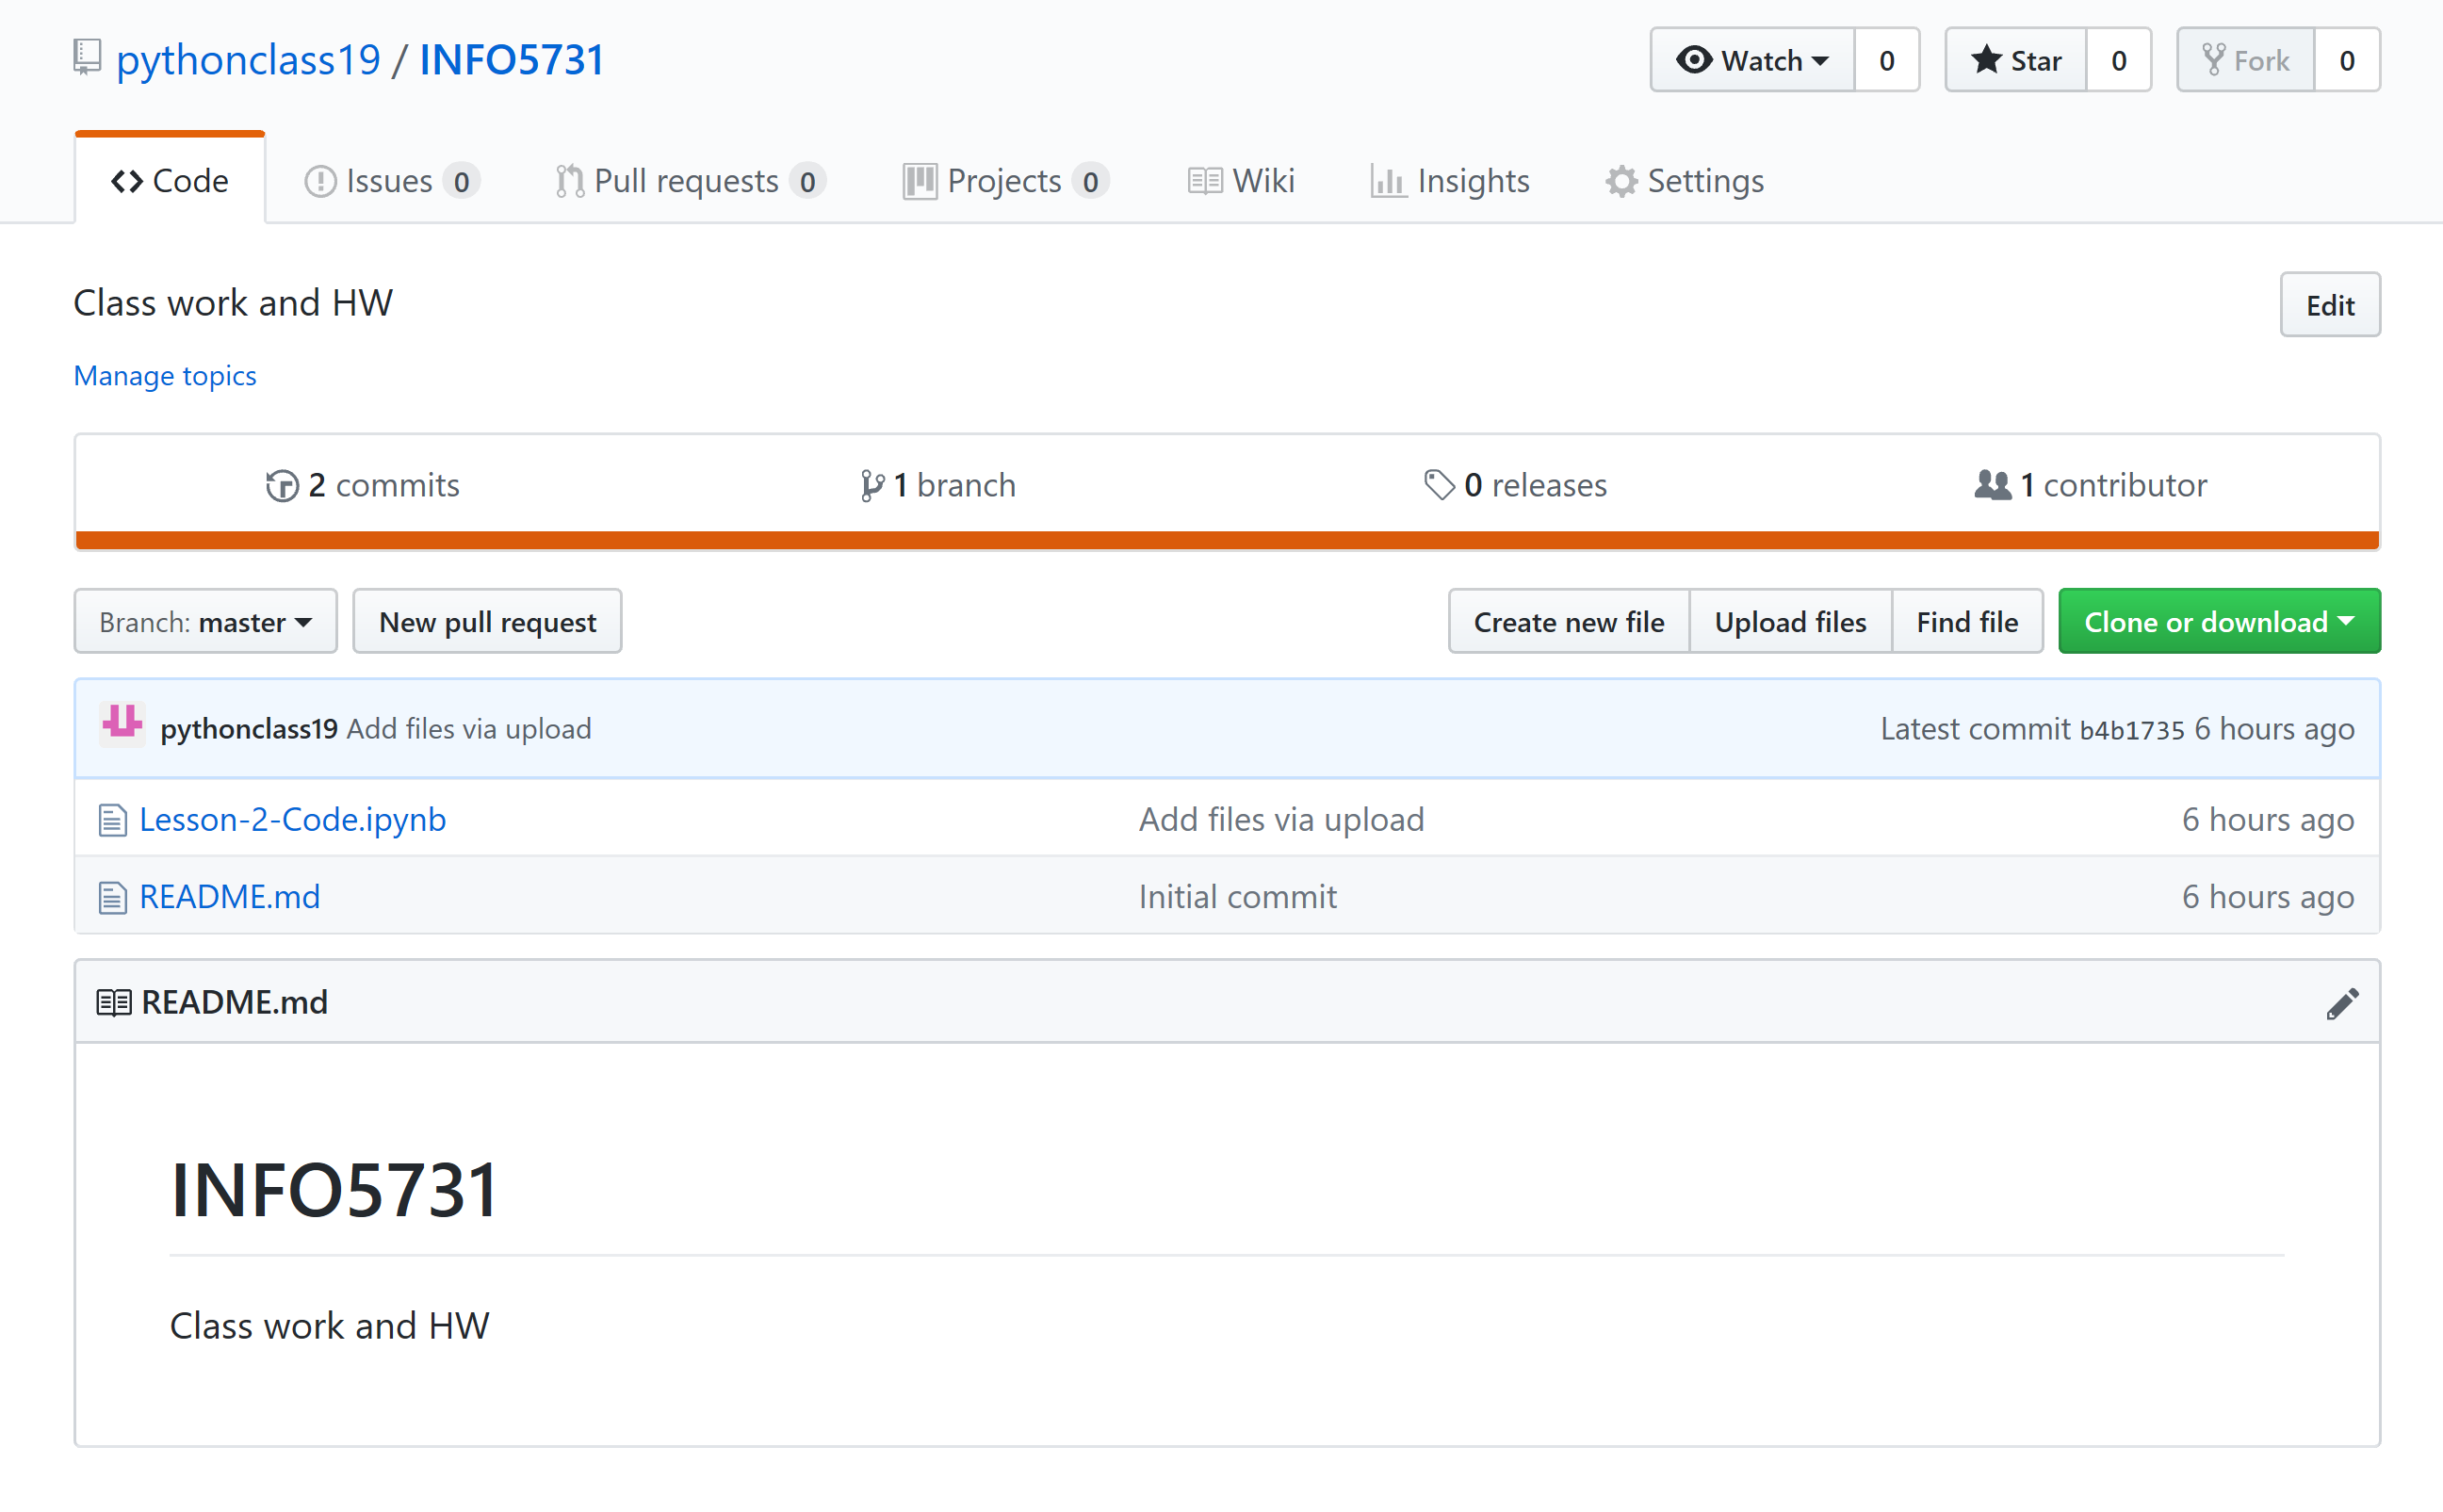 pythonclass19 / INFO5731
Watch 0 Star 0 Fork 0
Code Issues 0 Pull requests 0 Projects 0 Wiki Insights Settings
Class work and HW Edit
Manage topics
2 commits 1 branch 0 releases 1 contributor
Branch: master New pull request Create new file Upload files Find file Clone or download
pythonclass19 Add files via upload Latest commit b4b1735 6 hours ago
Lesson-2-Code.ipynb Add files via upload 6 hours ago
README.md Initial commit 6 hours ago
README.md
INFO5731
Class work and HW